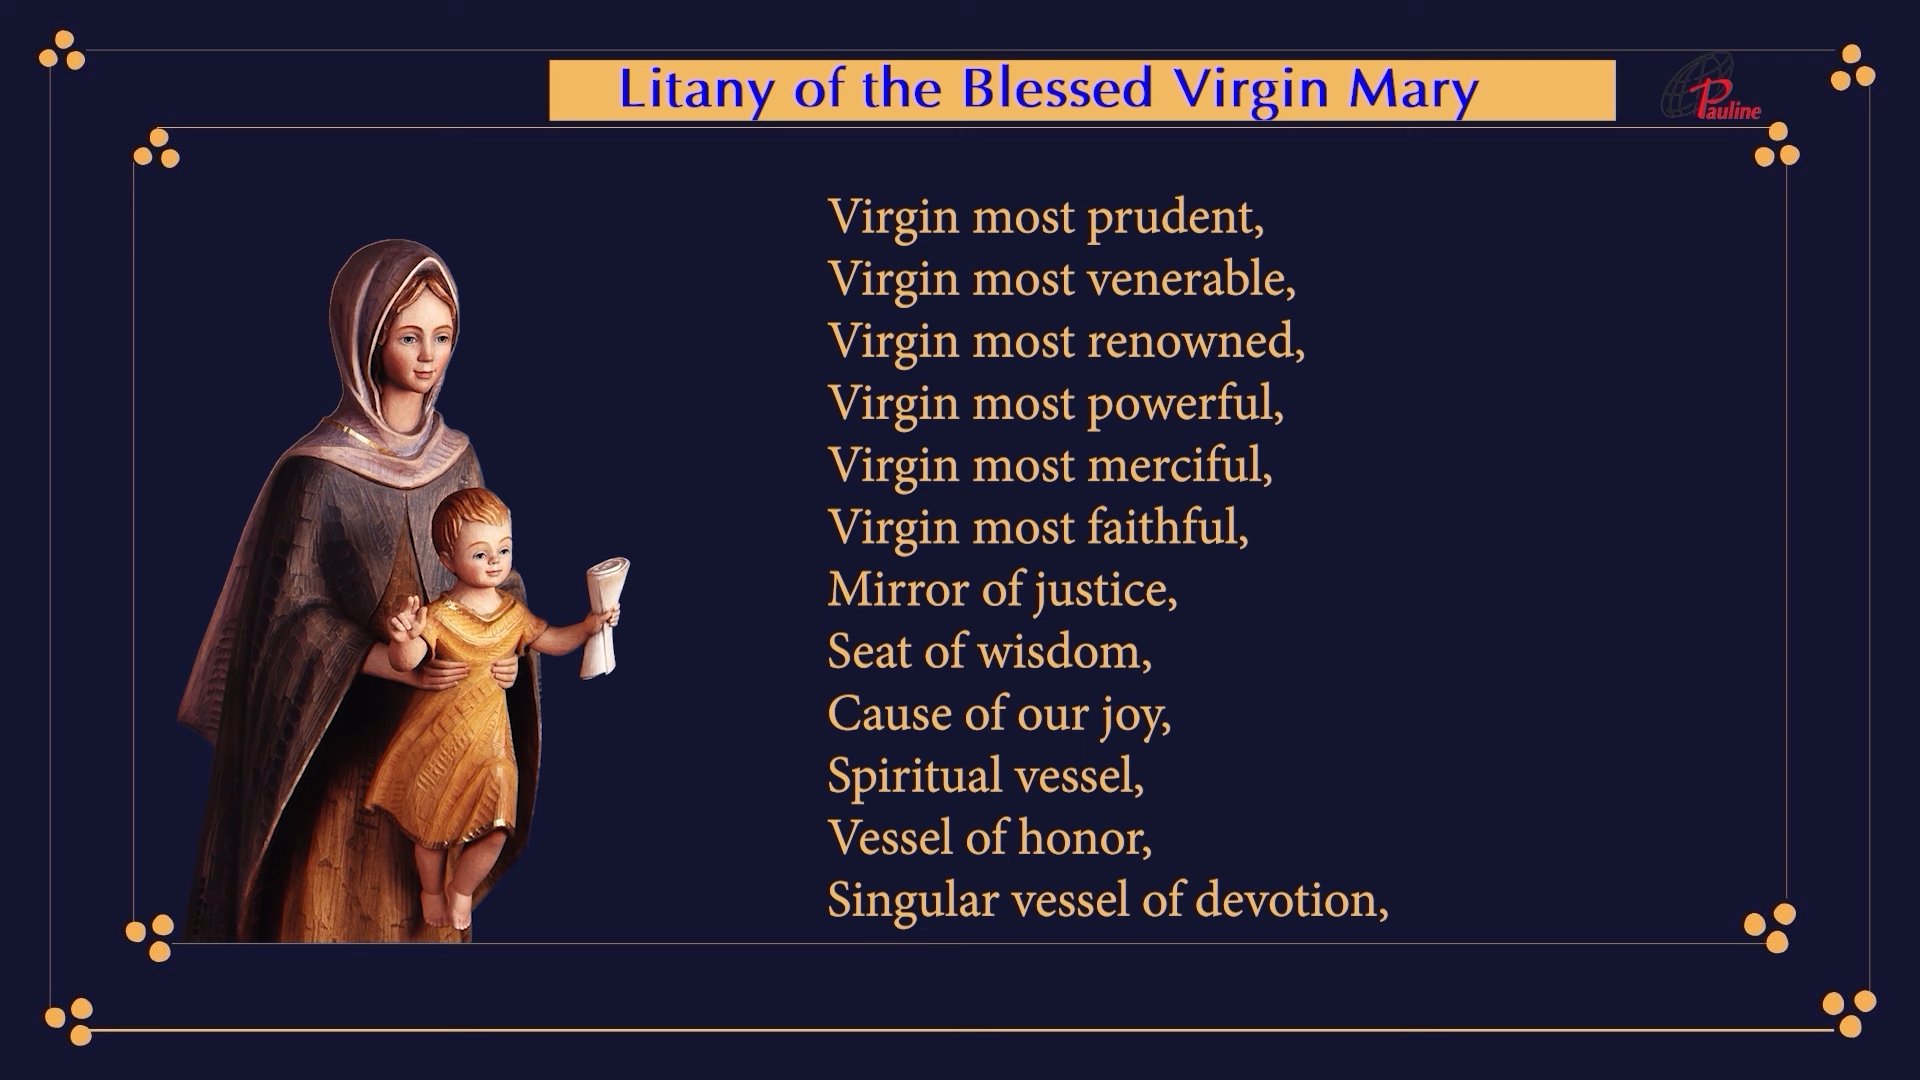 Litany of the Blessed Virgin Mary
Pauline
Virgin most prudent,
Virgin most venerable,
Virgin most renowned,
Virgin most powerful,
Virgin most merciful,
Virgin most faithful,
Mirror of justice,
Seat of wisdom,
Cause of our joy,
Spiritual vessel,
Vessel of honor,
Singular vessel of devotion,